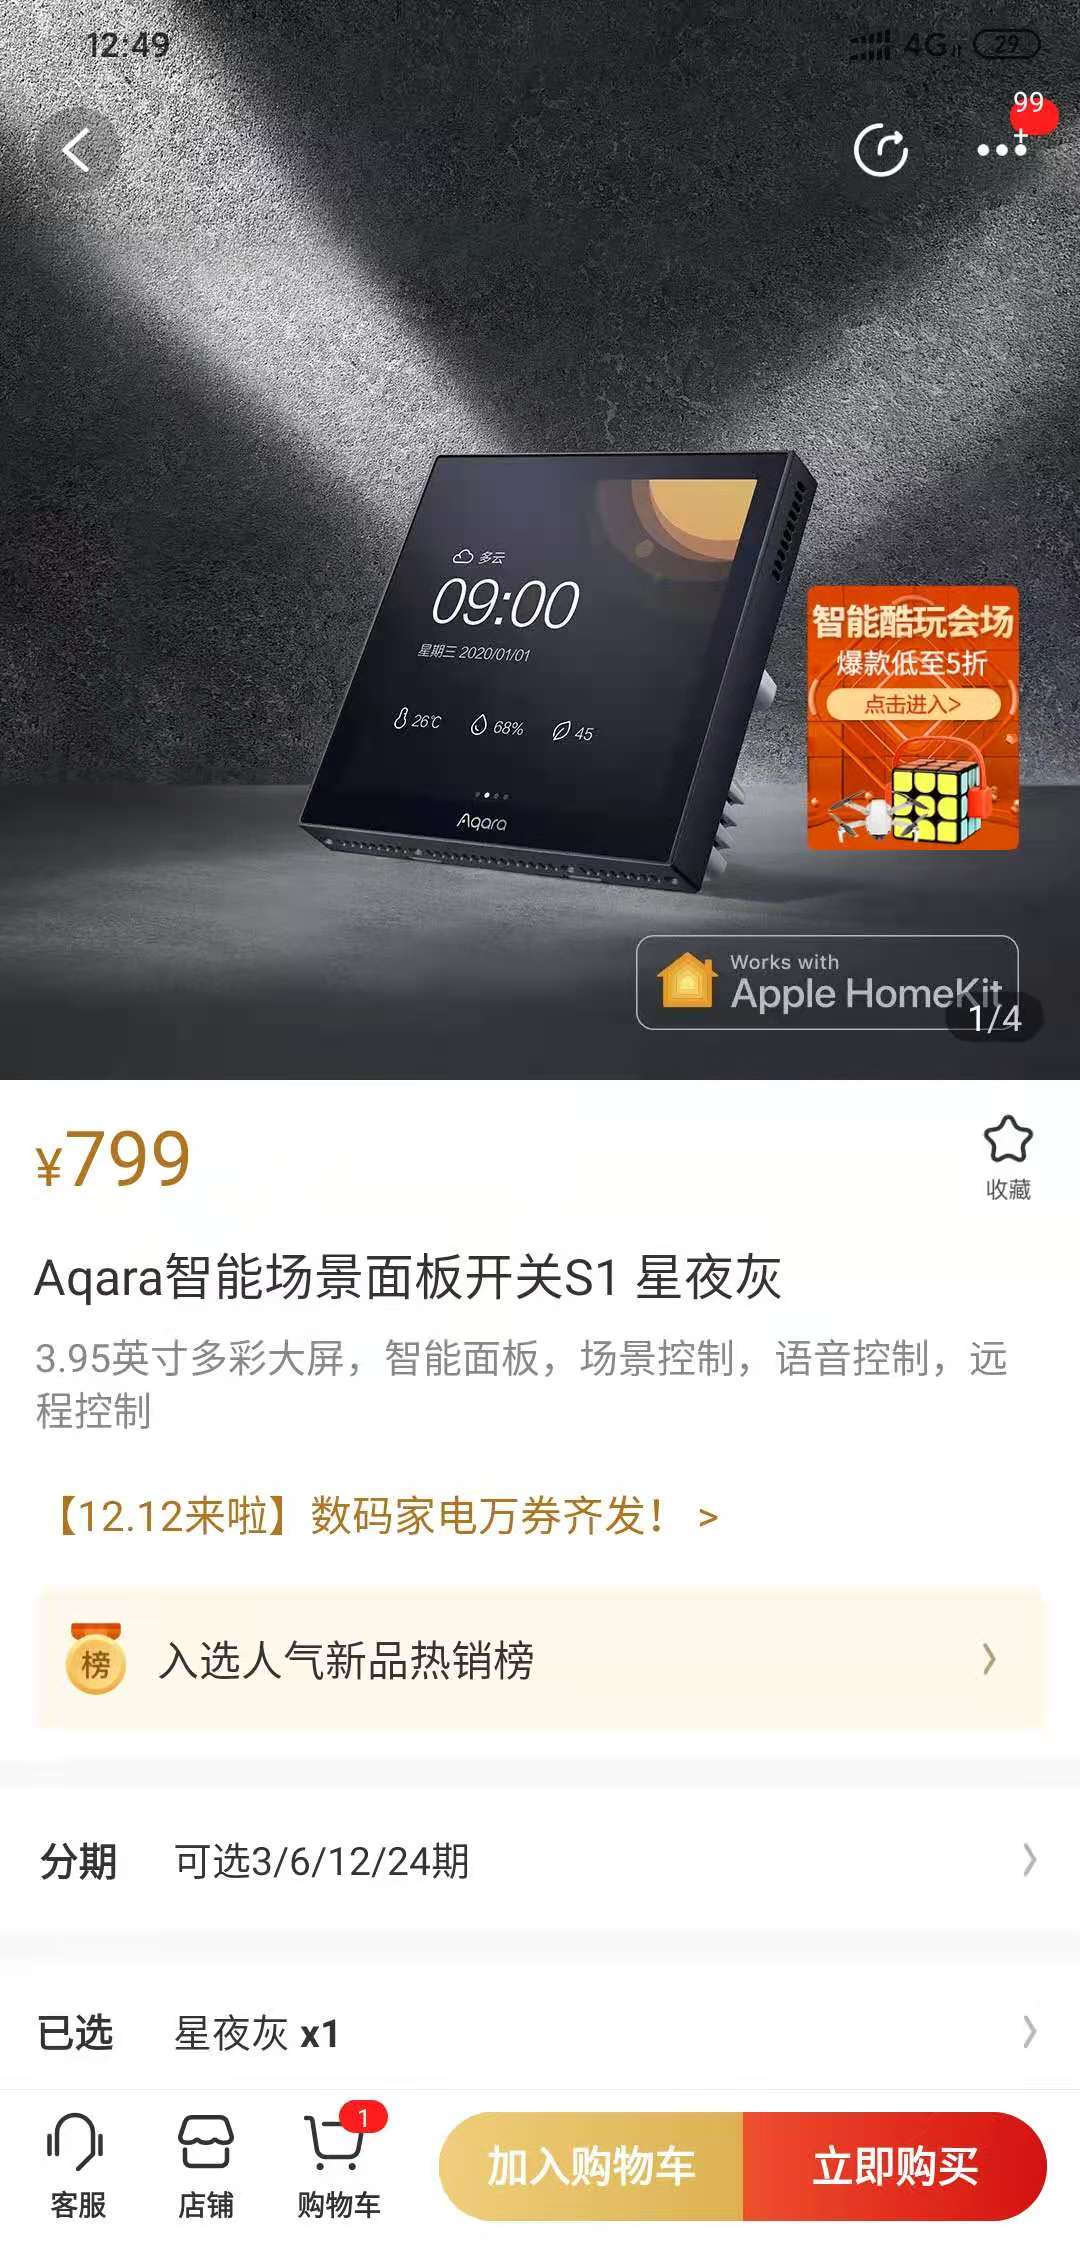 12:49
4G
29
99
+
多云
09:00
星期三 2020/01/01
26℃ 68% 45
Aqara
智能酷玩会场
爆款低至5折
点击进入>
Works with
Apple HomeKit
1/4
¥799
收藏
Aqara智能场景面板开关S1 星夜灰
3.95英寸多彩大屏，智能面板，场景控制，语音控制，远
程控制
【12.12来啦】数码家电万券齐发！ >
榜 入选人气新品热销榜
分期 可选3/6/12/24期
已选 星夜灰 x1
1
客服 店铺 购物车 加入购物车 立即购买